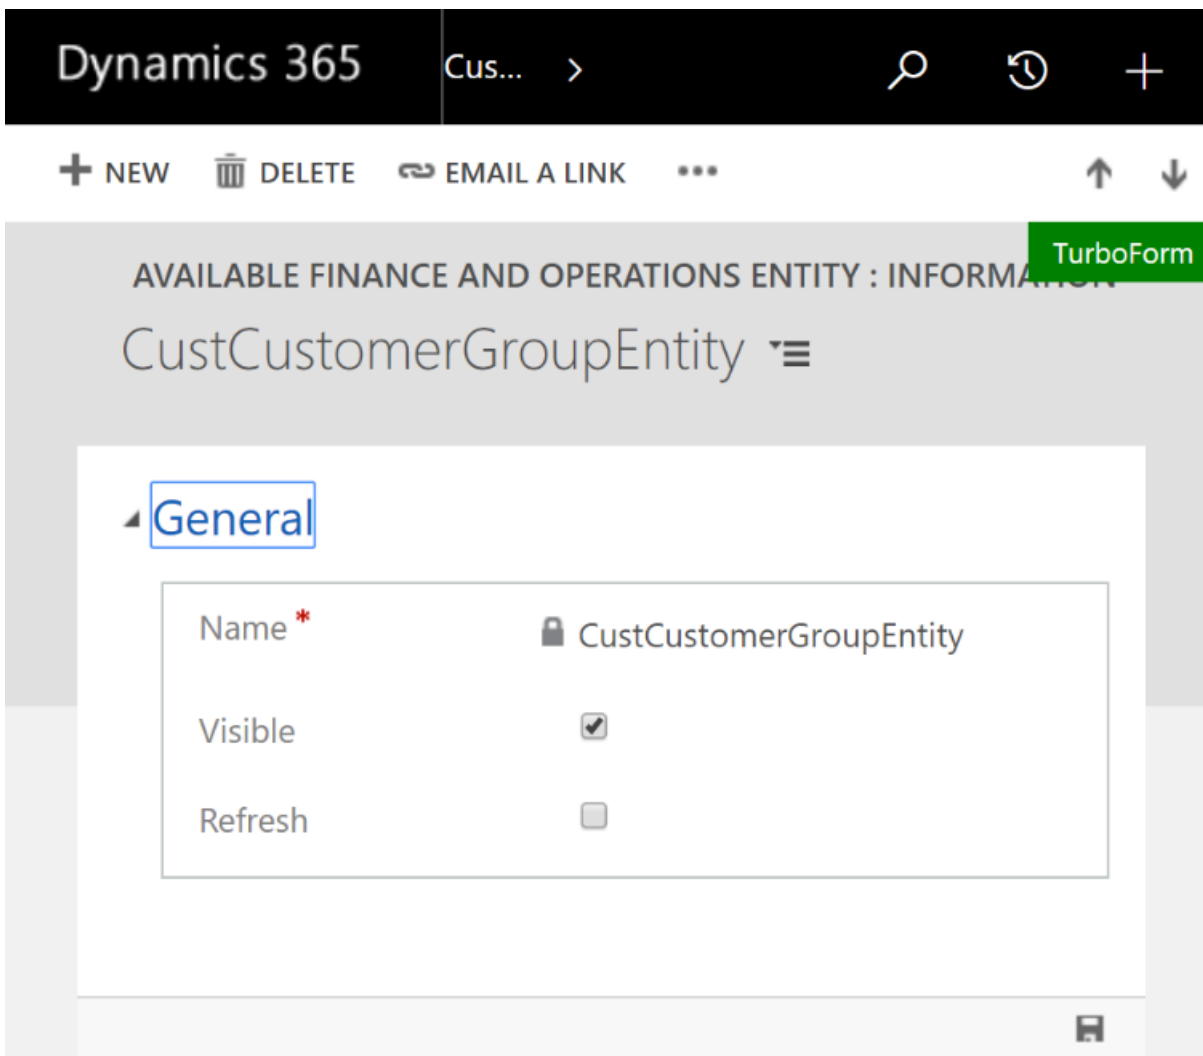 Dynamics 365 Cus...
NEW DELETE EMAIL A LINK ...
TurboForm
AVAILABLE FINANCE AND OPERATIONS ENTITY : INFORMATION
CustCustomerGroupEntity
General
Name * CustCustomerGroupEntity
Visible
Refresh